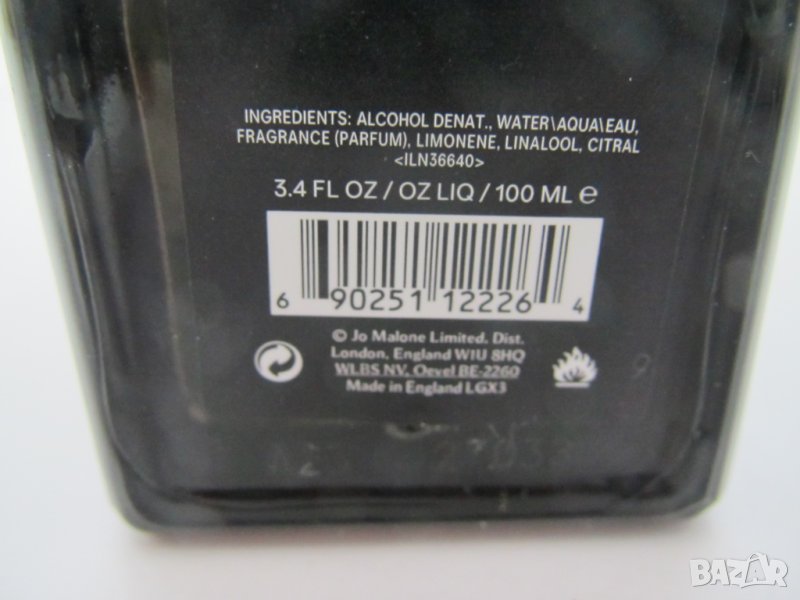 INGREDIENTS: ALCOHOL DENAT., WATER\AQUA\EAU,
FRAGRANCE (PARFUM), LIMONENE, LINALOOL, CITRAL
<ILN36640>
3.4 FL OZ / OZ LIQ / 100 ML ℮
6 90251 12226 4
© Jo Malone Limited. Dist.
London, England W1U 8HQ
WLBS NV. Oevel BE-2260
Made in England LGX3
BAZAR